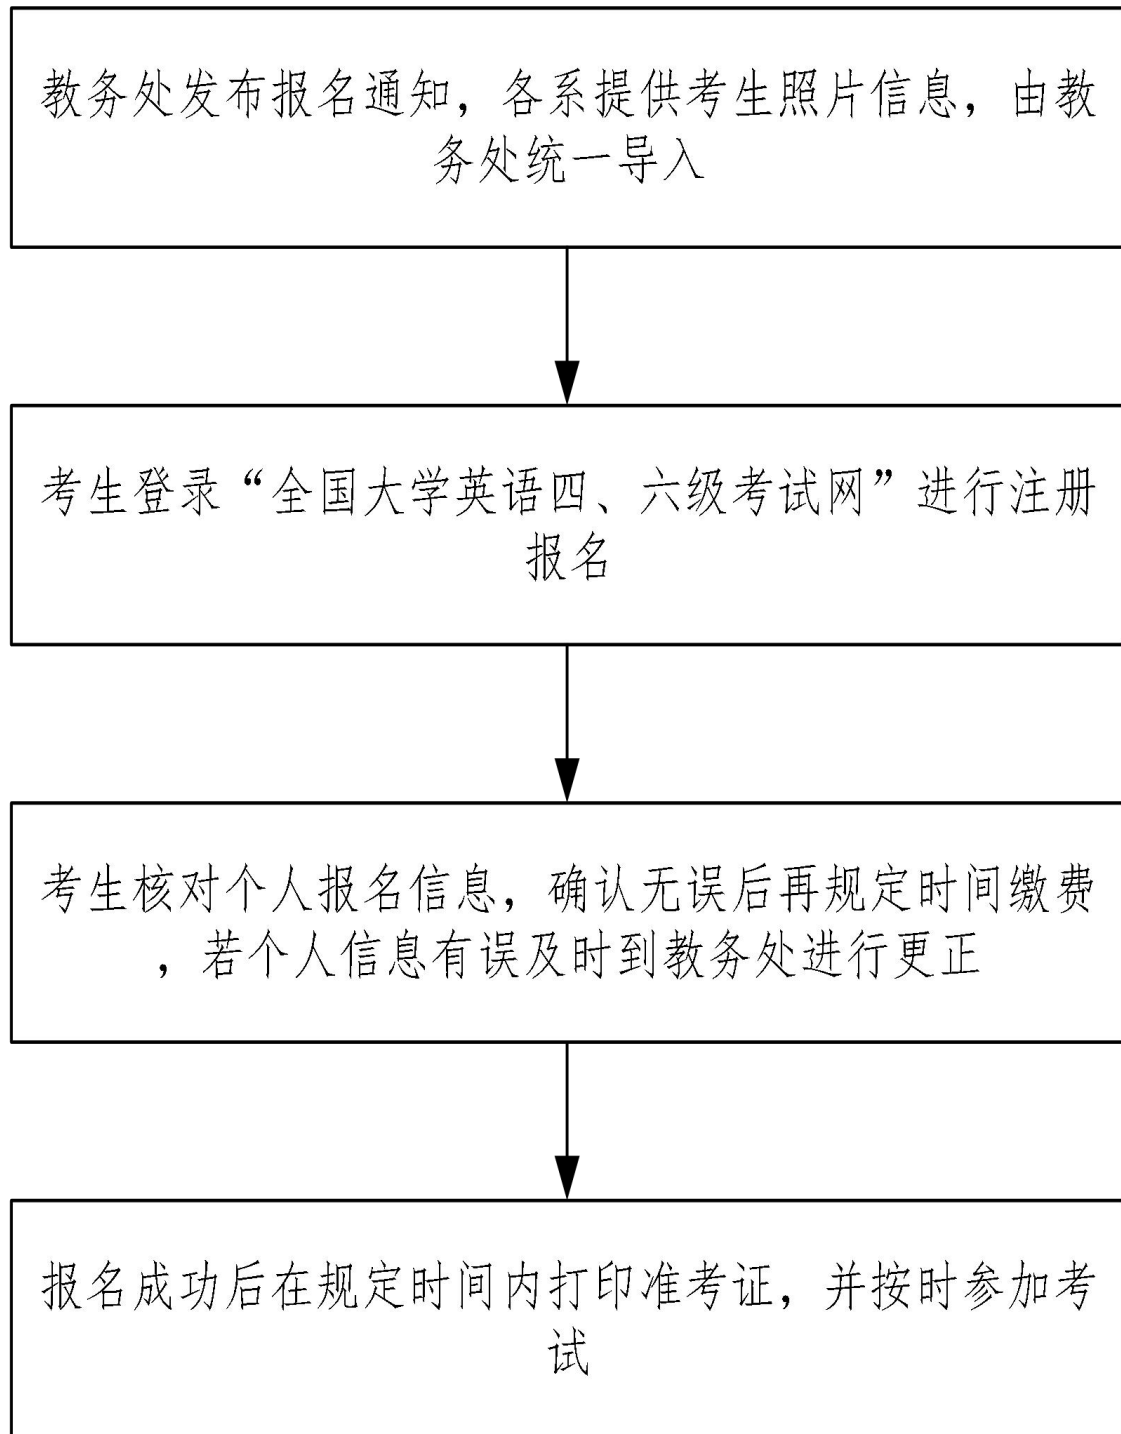 教务处发布报名通知，各系提供考生照片信息，由教
务处统一导入
考生登录“全国大学英语四、六级考试网”进行注册
报名
考生核对个人报名信息，确认无误后再规定时间缴费
，若个人信息有误及时到教务处进行更正
报名成功后在规定时间内打印准考证，并按时参加考
试